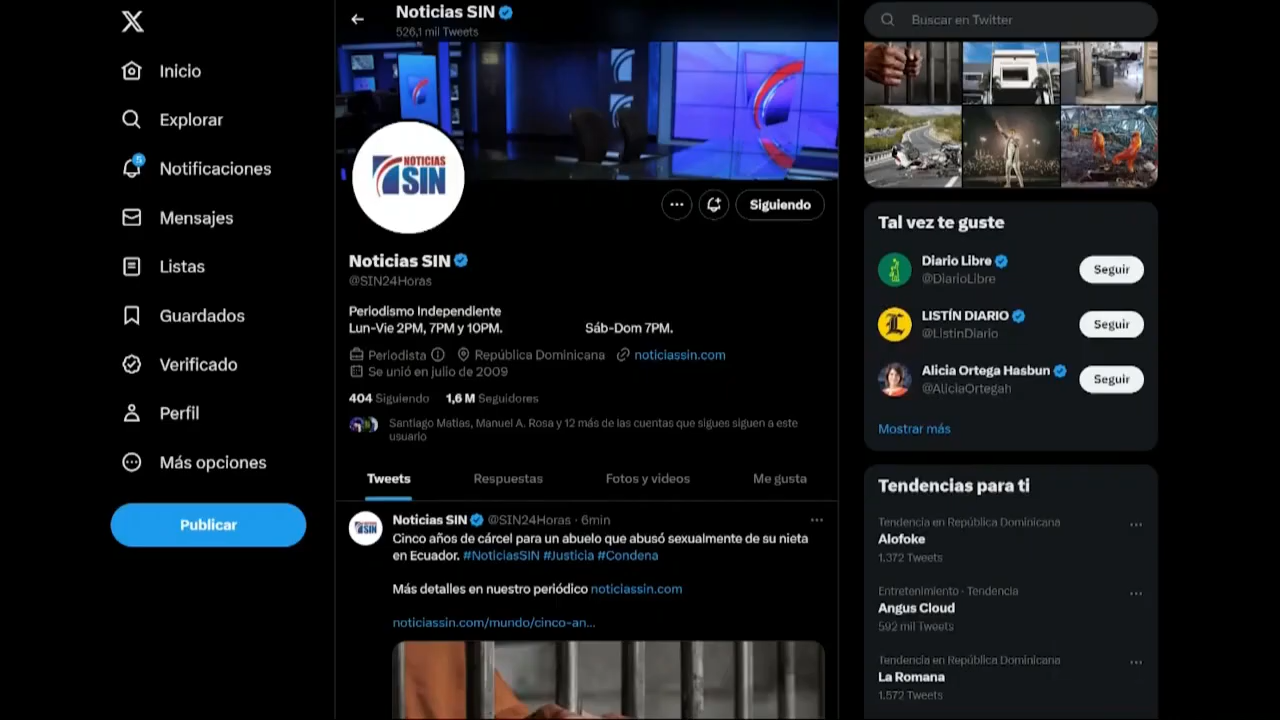 Inicio
Explorar
5
Notificaciones
Mensajes
Listas
Guardados
Verificado
Perfil
Más opciones
Publicar
Noticias SIN
526,1 mil Tweets
NOTICIAS
SIN
Siguiendo
Noticias SIN
@SIN24Horas
Periodismo Independiente
Lun-Vie 2PM, 7PM y 10PM. Sáb-Dom 7PM.
Periodista República Dominicana noticiassin.com
Se unió en julio de 2009
404 Siguiendo 1,6 M Seguidores
Santiago Matias, Manuel A. Rosa y 12 más de las cuentas que sigues siguen a este
usuario
Tweets Respuestas Fotos y videos Me gusta
NOTICIAS
SIN
Noticias SIN @SIN24Horas · 6min
Cinco años de cárcel para un abuelo que abusó sexualmente de su nieta
en Ecuador. #NoticiasSIN #Justicia #Condena
Más detalles en nuestro periódico noticiassin.com
noticiassin.com/mundo/cinco-an...
Buscar en Twitter
Tal vez te guste
Diario Libre
@DiarioLibre
Seguir
L
LISTÍN DIARIO
@ListinDiario
Seguir
Alicia Ortega Hasbun
@AliciaOrtegah
Seguir
Mostrar más
Tendencias para ti
Tendencia en República Dominicana
Alofoke
1.372 Tweets
Entretenimiento · Tendencia
Angus Cloud
592 mil Tweets
Tendencia en República Dominicana
La Romana
1.572 Tweets